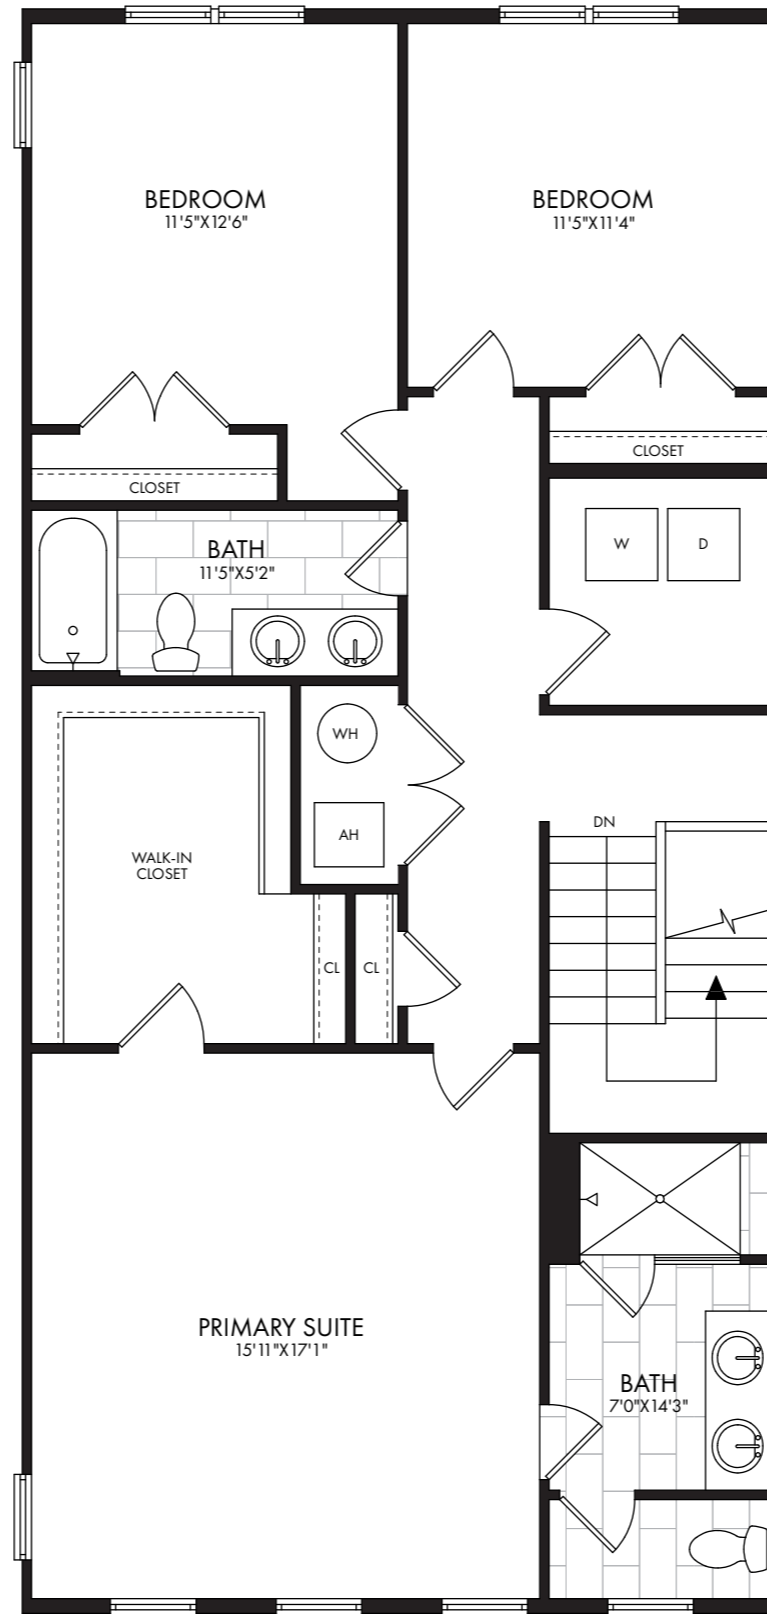 BEDROOM
11'5"X12'6"
BEDROOM
11'5"X11'4"
CLOSET
CLOSET
BATH
11'5"X5'2"
W
D
WH
AH
DN
WALK-IN
CLOSET
CL
CL
PRIMARY SUITE
15'11"X17'1"
BATH
7'0"X14'3"